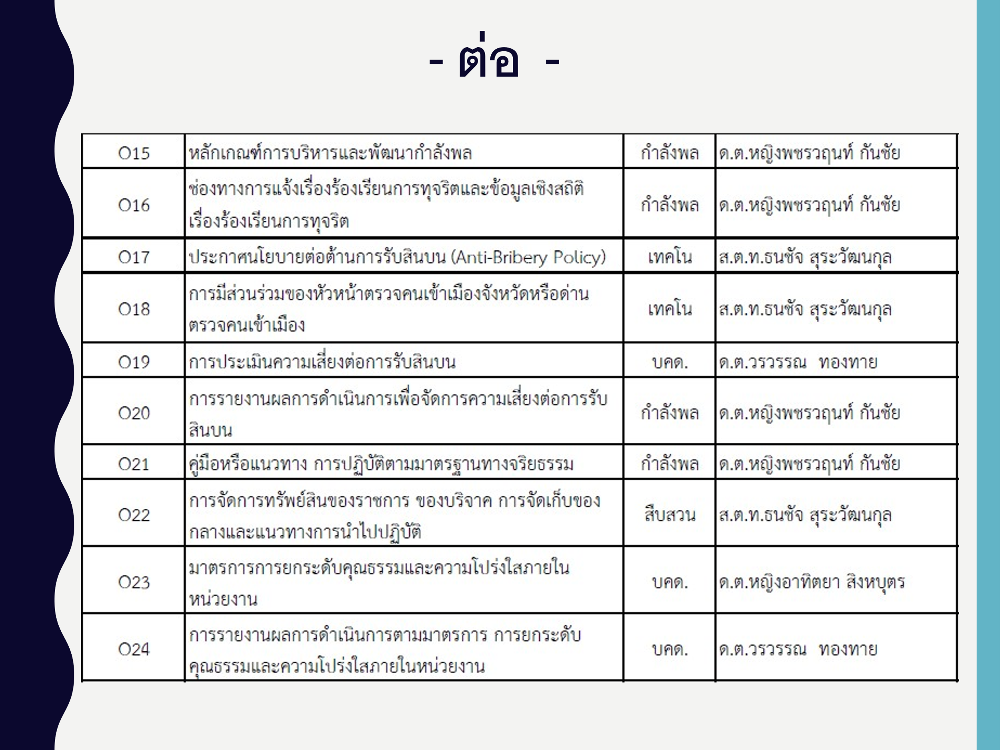 - ต่อ -
O15 หลักเกณฑ์การบริหารและพัฒนากำลังพล กำลังพล ด.ต.หญิงพชรวฤนท์ กันชัย
O16 ช่องทางการแจ้งเรื่องร้องเรียนการทุจริตและข้อมูลเชิงสถิติ
เรื่องร้องเรียนการทุจริต กำลังพล ด.ต.หญิงพชรวฤนท์ กันชัย
O17 ประกาศนโยบายต่อต้านการรับสินบน (Anti-Bribery Policy) เทคโน ส.ต.ท.ธนชัจ สุระวัฒนกุล
O18 การมีส่วนร่วมของหัวหน้าตรวจคนเข้าเมืองจังหวัดหรือด่าน
ตรวจคนเข้าเมือง เทคโน ส.ต.ท.ธนชัจ สุระวัฒนกุล
O19 การประเมินความเสี่ยงต่อการรับสินบน บคด. ด.ต.วรวรรณ ทองทาย
O20 การรายงานผลการดำเนินการเพื่อจัดการความเสี่ยงต่อการรับ
สินบน กำลังพล ด.ต.หญิงพชรวฤนท์ กันชัย
O21 คู่มือหรือแนวทาง การปฏิบัติตามมาตรฐานทางจริยธรรม กำลังพล ด.ต.หญิงพชรวฤนท์ กันชัย
O22 การจัดการทรัพย์สินของราชการ ของบริจาค การจัดเก็บของ
กลางและแนวทางการนำไปปฏิบัติ สืบสวน ส.ต.ท.ธนชัจ สุระวัฒนกุล
O23 มาตรการการยกระดับคุณธรรมและความโปร่งใสภายใน
หน่วยงาน บคด. ด.ต.หญิงอาทิตยา สิงหบุตร
O24 การรายงานผลการดำเนินการตามมาตรการ การยกระดับ
คุณธรรมและความโปร่งใสภายในหน่วยงาน บคด. ด.ต.วรวรรณ ทองทาย